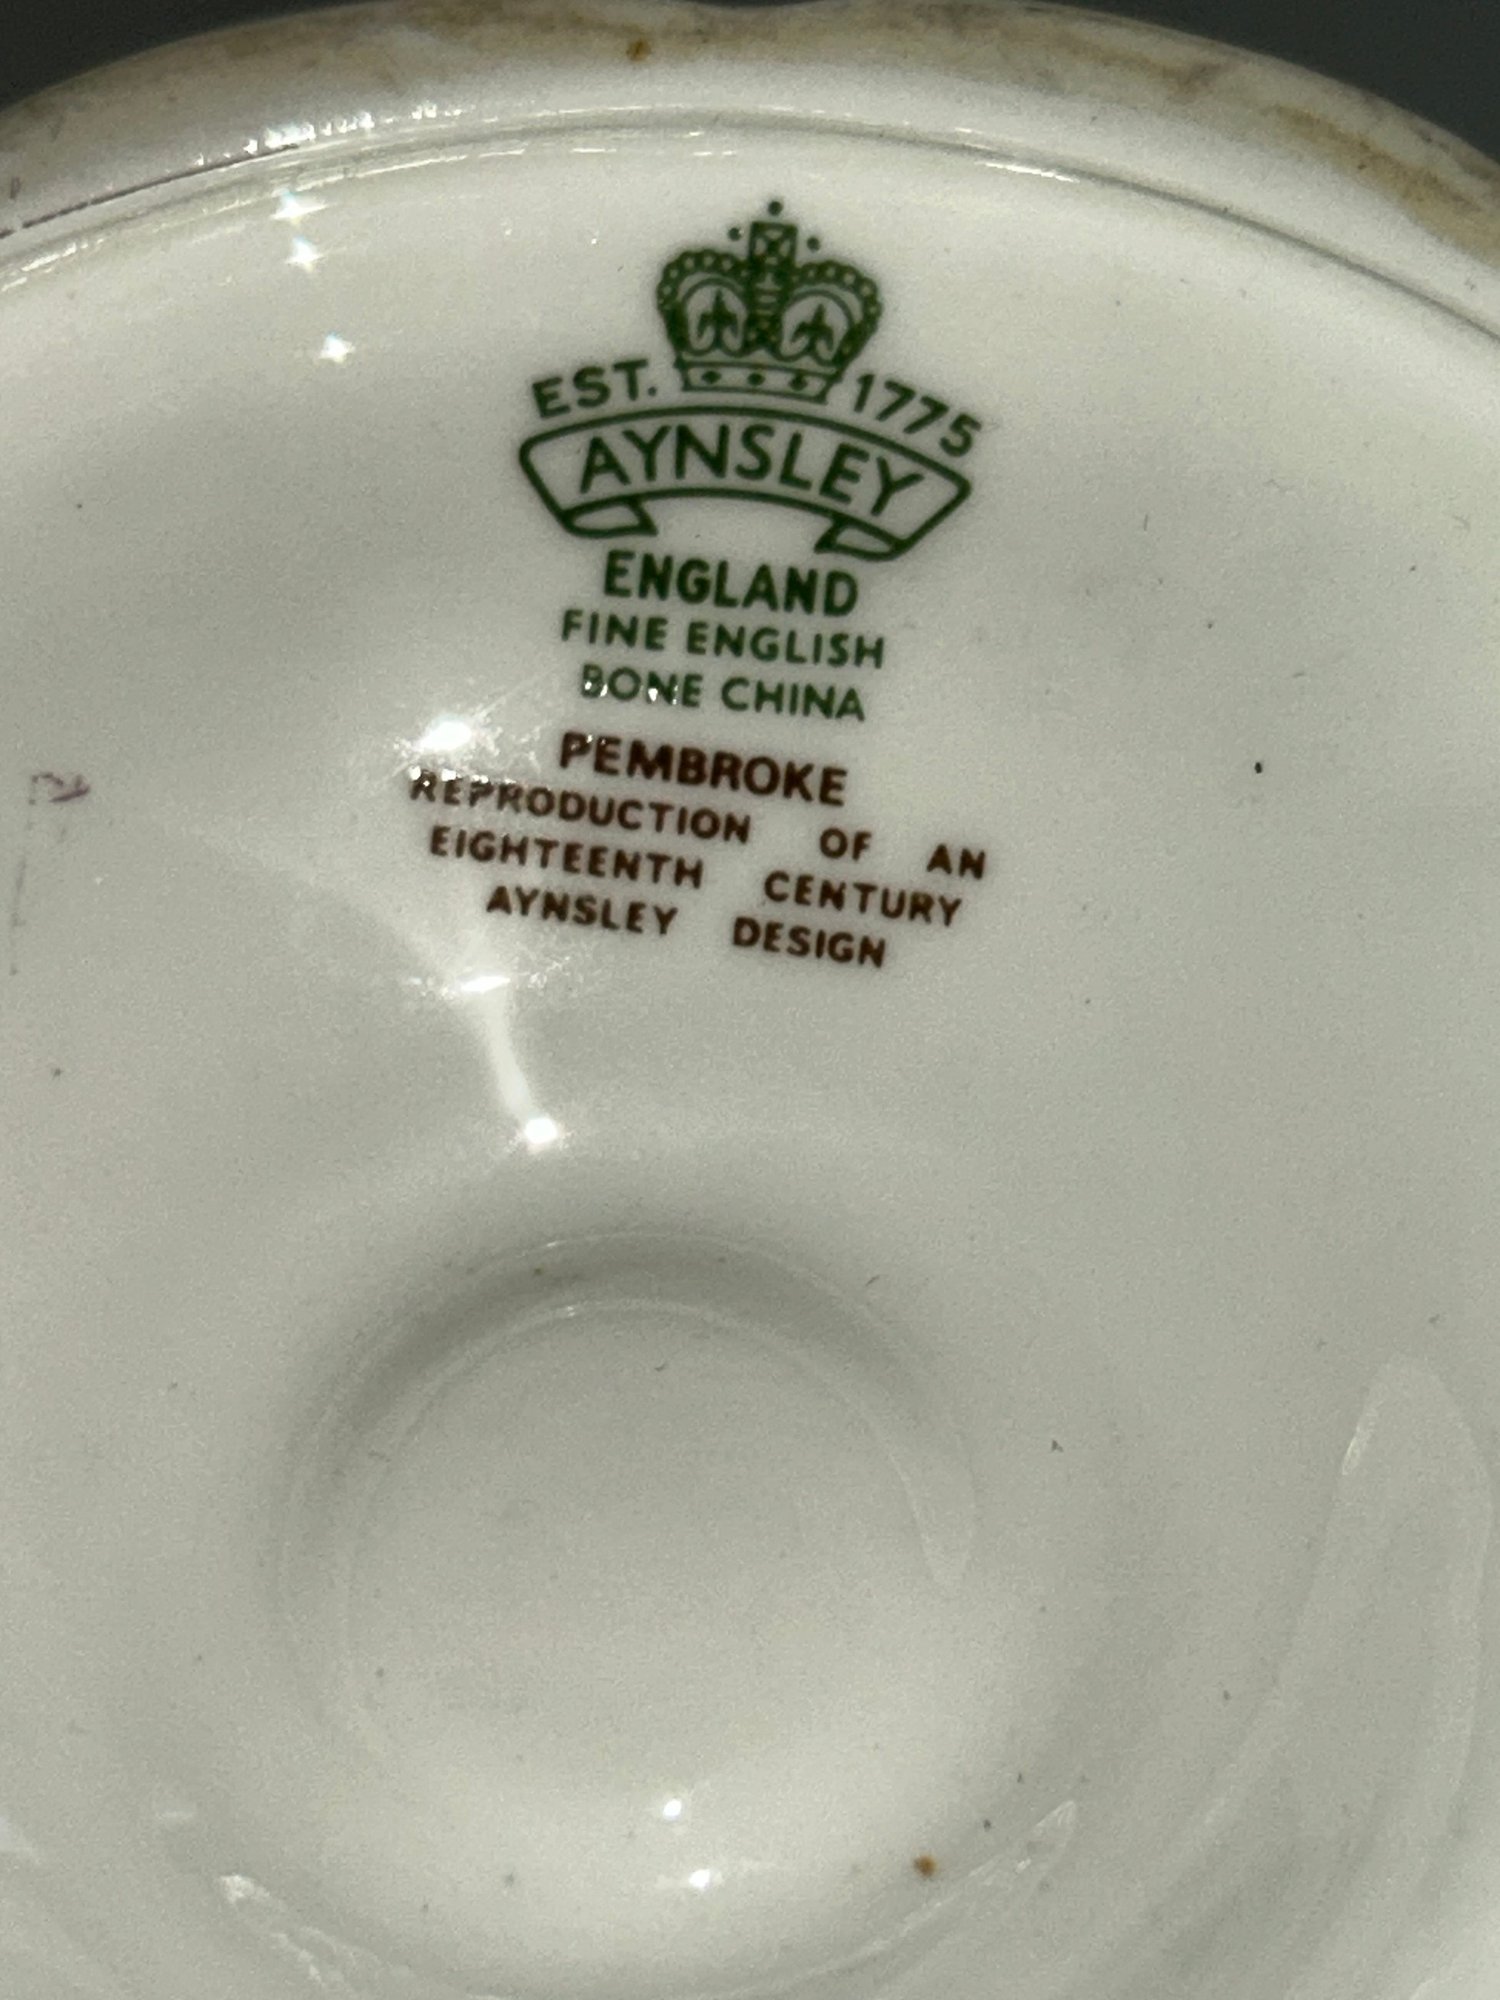 EST. 1775
AYNSLEY
ENGLAND
FINE ENGLISH
BONE CHINA
PEMBROKE
REPRODUCTION OF AN
EIGHTEENTH CENTURY
AYNSLEY DESIGN